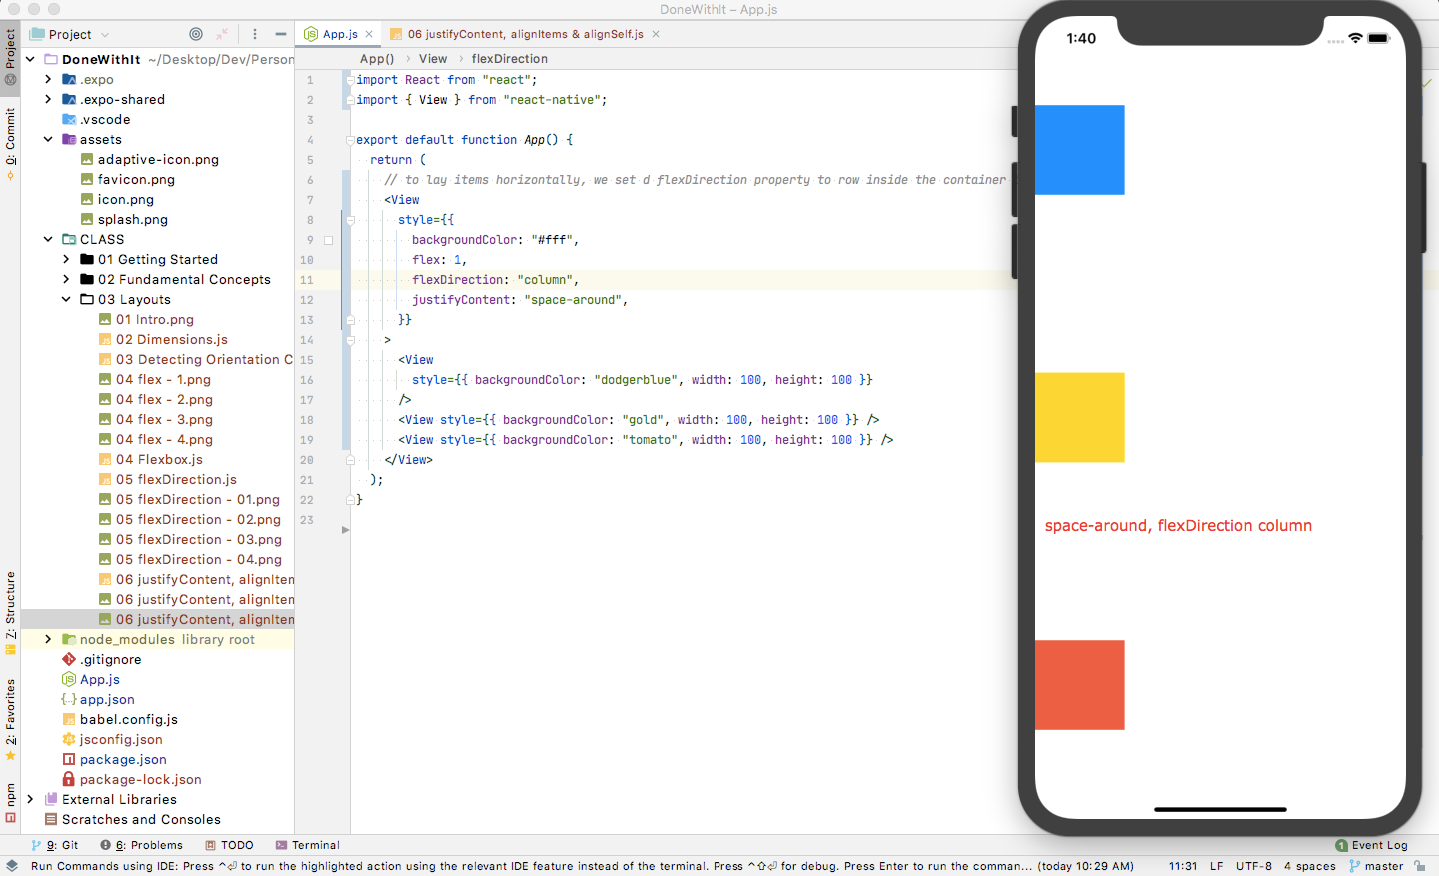 DoneWithIt – App.js
Project
App.js
06 justifyContent, alignItems & alignSelf.js
App() › View › flexDirection
Project
0: Commit
Z: Structure
2: Favorites
npm
DoneWithIt ~/Desktop/Dev/Person
.expo
.expo-shared
.vscode
assets
adaptive-icon.png
favicon.png
icon.png
splash.png
CLASS
01 Getting Started
02 Fundamental Concepts
03 Layouts
01 Intro.png
02 Dimensions.js
03 Detecting Orientation C
04 flex - 1.png
04 flex - 2.png
04 flex - 3.png
04 flex - 4.png
04 Flexbox.js
05 flexDirection.js
05 flexDirection - 01.png
05 flexDirection - 02.png
05 flexDirection - 03.png
05 flexDirection - 04.png
06 justifyContent, alignItem
06 justifyContent, alignItem
06 justifyContent, alignItem
node_modules library root
.gitignore
App.js
app.json
babel.config.js
jsconfig.json
package.json
package-lock.json
External Libraries
Scratches and Consoles
1 import React from "react";
2 import { View } from "react-native";
3
4 export default function App() {
5 return (
6 // to lay items horizontally, we set d flexDirection property to row inside the container
7 <View
8 style={{
9 backgroundColor: "#fff",
10 flex: 1,
11 flexDirection: "column",
12 justifyContent: "space-around",
13 }}
14 >
15 <View
16 style={{ backgroundColor: "dodgerblue", width: 100, height: 100 }}
17 />
18 <View style={{ backgroundColor: "gold", width: 100, height: 100 }} />
19 <View style={{ backgroundColor: "tomato", width: 100, height: 100 }} />
20 </View>
21 );
22 }
23
1:40
space-around, flexDirection column
9: Git
6: Problems
TODO
Terminal
1 Event Log
Run Commands using IDE: Press ^⏎ to run the highlighted action using the relevant IDE feature instead of the terminal. Press ^⇧⏎ for debug. Press Enter to run the comman... (today 10:29 AM)
11:31 LF UTF-8 4 spaces master